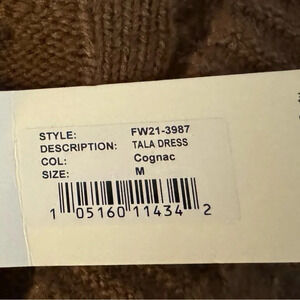 STYLE: FW21-3987
DESCRIPTION: TALA DRESS
COL: Cognac
SIZE: M
1 05160 11434 2